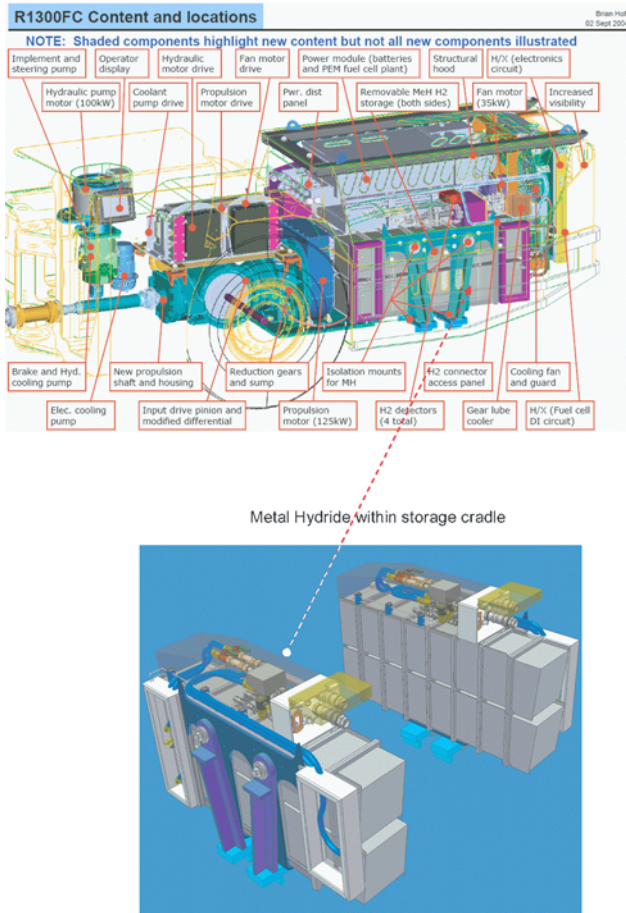 R1300FC Content and locations
Brian Hof
02 Sept 2004
NOTE: Shaded components highlight new content but not all new components illustrated
Implement and
steering pump
Operator
display
Hydraulic
motor drive
Fan motor
drive
Power module (batteries
and PEM fuel cell plant)
Structural
hood
H/X (electronics
circuit)
Hydraulic pump
motor (100kW)
Coolant
pump drive
Propulsion
motor drive
Pwr. dist
panel
Removable MeH H2
storage (both sides)
Fan motor
(35kW)
Increased
visibility
Brake and Hyd.
cooling pump
New propulsion
shaft and housing
Reduction gears
and sump
Isolation mounts
for MH
H2 connector
access panel
Cooling fan
and guard
Elec. cooling
pump
Input drive pinion and
modified differential
Propulsion
motor (125kW)
H2 detectors
(4 total)
Gear lube
cooler
H/X (Fuel cell
DI circuit)
Metal Hydride within storage cradle